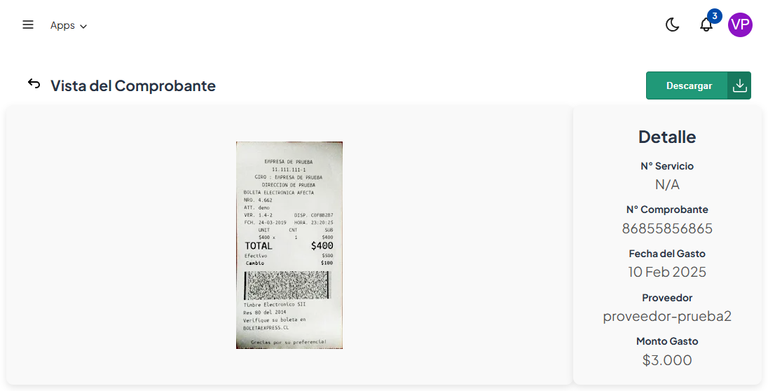 Apps
3
VP
Vista del Comprobante
Descargar
EMPRESA DE PRUEBA
11.111.111-1
GIRO : EMPRESA DE PRUEBA
DIRECCION DE PRUEBA
BOLETA ELECTRONICA AFECTA
NRO. 4.662
ATT. demo
VER. 1.4-2 DISP. C0F8B207
FCH. 24-03-2019 HORA. 23:20:25
UNIT CNT SUB
$400 x 1 $400
TOTAL $400
Efectivo $500
Cambio $100
Timbre Electronico SII
Res 80 del 2014
Verifique su boleta en
BOLETAEXPRESS.CL
Gracias por su preferencia!
Detalle
N° Servicio
N/A
N° Comprobante
86855856865
Fecha del Gasto
10 Feb 2025
Proveedor
proveedor-prueba2
Monto Gasto
$3.000